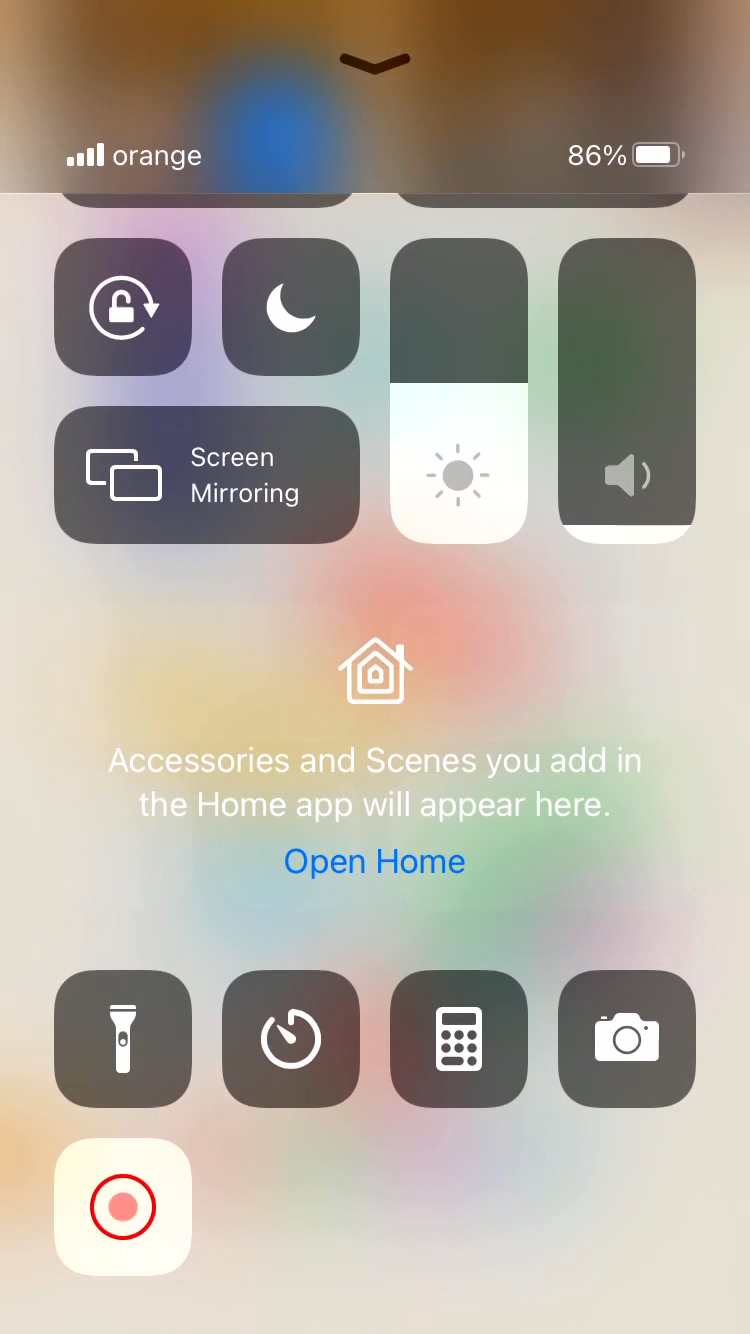 orange
86%
Screen
Mirroring
Accessories and Scenes you add in
the Home app will appear here.
Open Home